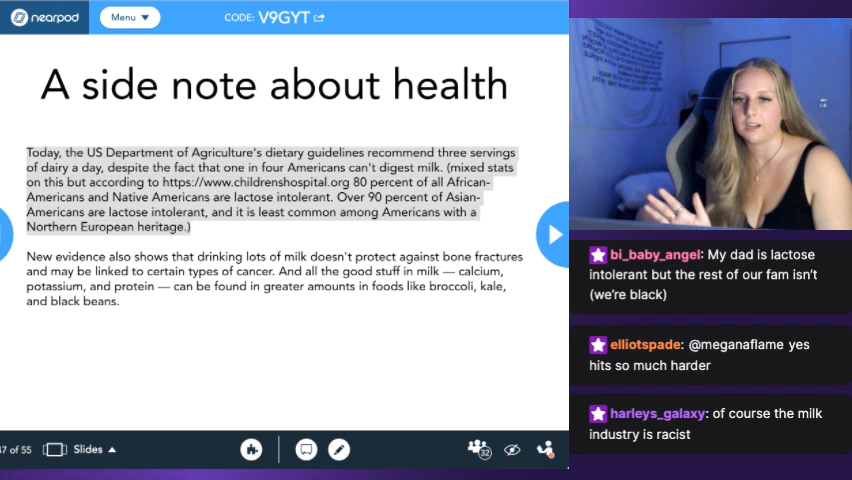 nearpod
Menu
CODE: V9GYT
A side note about health
Today, the US Department of Agriculture's dietary guidelines recommend three servings
of dairy a day, despite the fact that one in four Americans can't digest milk. (mixed stats
on this but according to https://www.childrenshospital.org 80 percent of all African-
Americans and Native Americans are lactose intolerant. Over 90 percent of Asian-
Americans are lactose intolerant, and it is least common among Americans with a
Northern European heritage.)
New evidence also shows that drinking lots of milk doesn't protect against bone fractures
and may be linked to certain types of cancer. And all the good stuff in milk — calcium,
potassium, and protein — can be found in greater amounts in foods like broccoli, kale,
and black beans.
of 55
Slides
32
bi_baby_angel: My dad is lactose
intolerant but the rest of our fam isn't
(we're black)
elliotspade: @meganaflame yes
hits so much harder
harleys_galaxy: of course the milk
industry is racist